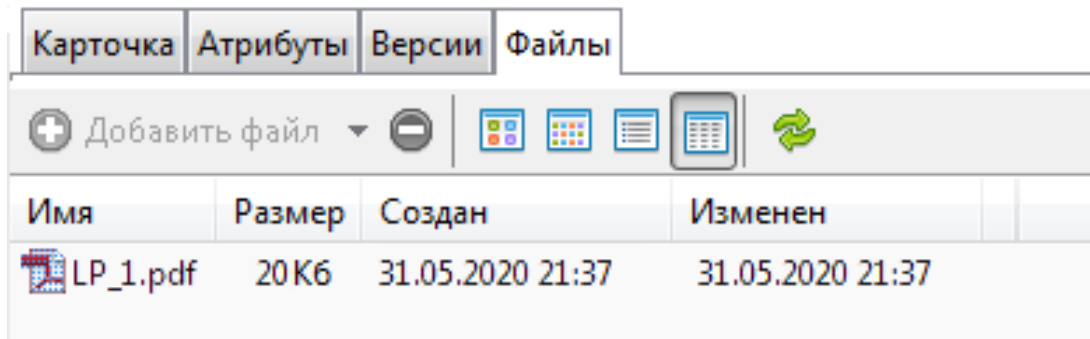 Карточка Атрибуты Версии Файлы
Добавить файл
Имя Размер Создан Изменен
LP_1.pdf 20 Кб 31.05.2020 21:37 31.05.2020 21:37